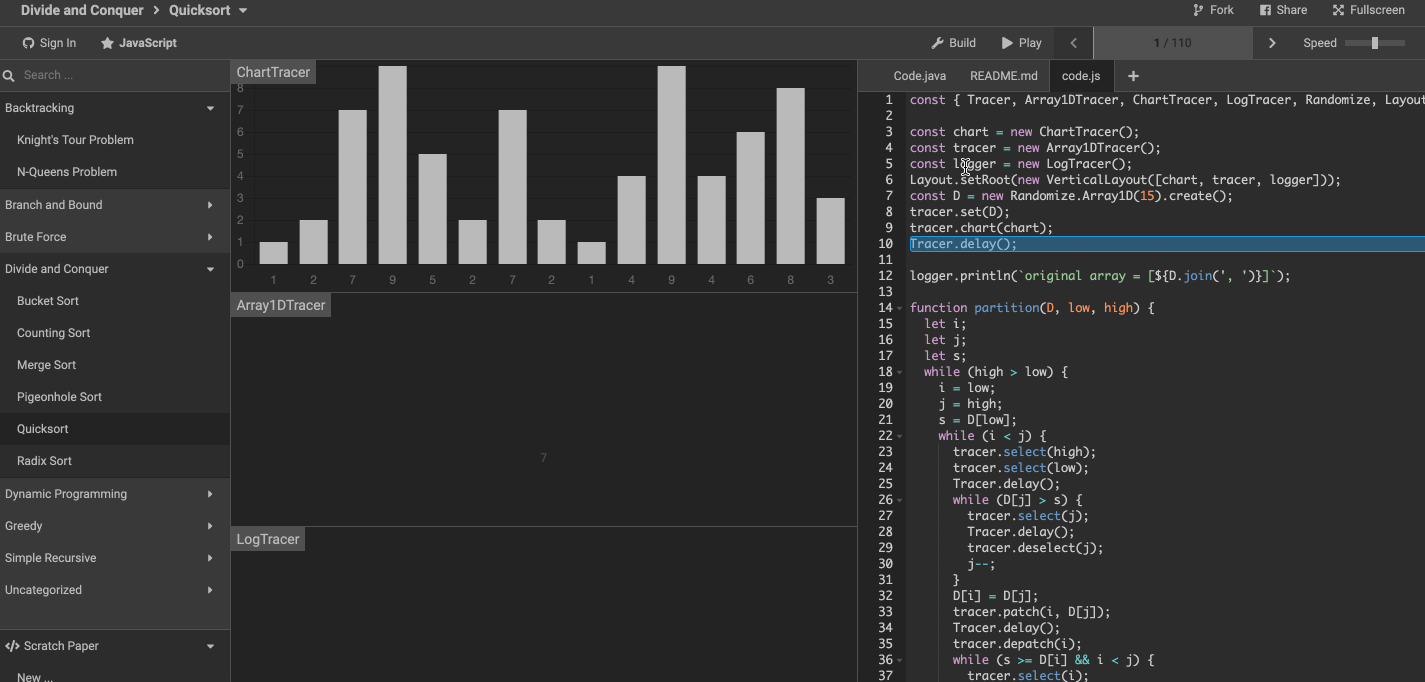 Divide and Conquer > Quicksort
Fork Share Fullscreen
Sign In JavaScript
Build Play 1 / 110 Speed
Search ...
Backtracking
Knight's Tour Problem
N-Queens Problem
Branch and Bound
Brute Force
Divide and Conquer
Bucket Sort
Counting Sort
Merge Sort
Pigeonhole Sort
Quicksort
Radix Sort
Dynamic Programming
Greedy
Simple Recursive
Uncategorized
</> Scratch Paper
New ...
ChartTracer
8
7
6
5
4
3
2
1
0
1 2 7 9 5 2 7 2 1 4 9 4 6 8 3
Array1DTracer
7
LogTracer
Code.java README.md code.js +
1 const { Tracer, Array1DTracer, ChartTracer, LogTracer, Randomize, Layout
2
3 const chart = new ChartTracer();
4 const tracer = new Array1DTracer();
5 const logger = new LogTracer();
6 Layout.setRoot(new VerticalLayout([chart, tracer, logger]));
7 const D = new Randomize.Array1D(15).create();
8 tracer.set(D);
9 tracer.chart(chart);
10 Tracer.delay();
11
12 logger.println(`original array = [${D.join(', ')}]`);
13
14 function partition(D, low, high) {
15 let i;
16 let j;
17 let s;
18 while (high > low) {
19 i = low;
20 j = high;
21 s = D[low];
22 while (i < j) {
23 tracer.select(high);
24 tracer.select(low);
25 Tracer.delay();
26 while (D[j] > s) {
27 tracer.select(j);
28 Tracer.delay();
29 tracer.deselect(j);
30 j--;
31 }
32 D[i] = D[j];
33 tracer.patch(i, D[j]);
34 Tracer.delay();
35 tracer.depatch(i);
36 while (s >= D[i] && i < j) {
37 tracer.select(i);